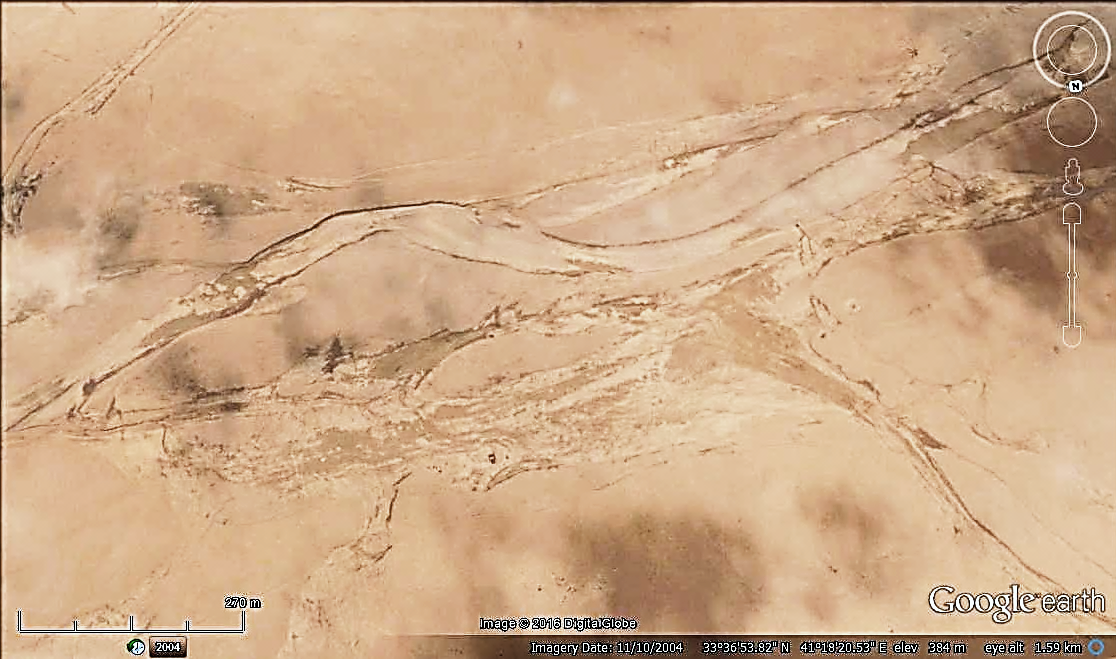 N
Google earth
270 m
Image © 2016 DigitalGlobe
2004
Imagery Date: 11/10/2004 33°36'53.82" N 41°18'20.53" E elev 384 m eye alt 1.59 km